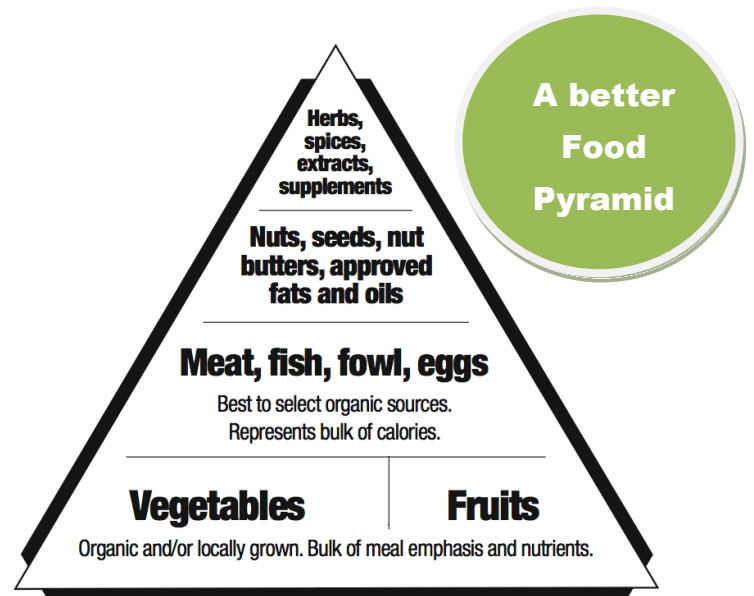 A better
Food
Pyramid
Herbs,
spices,
extracts,
supplements
Nuts, seeds, nut
butters, approved
fats and oils
Meat, fish, fowl, eggs
Best to select organic sources.
Represents bulk of calories.
Vegetables
Fruits
Organic and/or locally grown. Bulk of meal emphasis and nutrients.